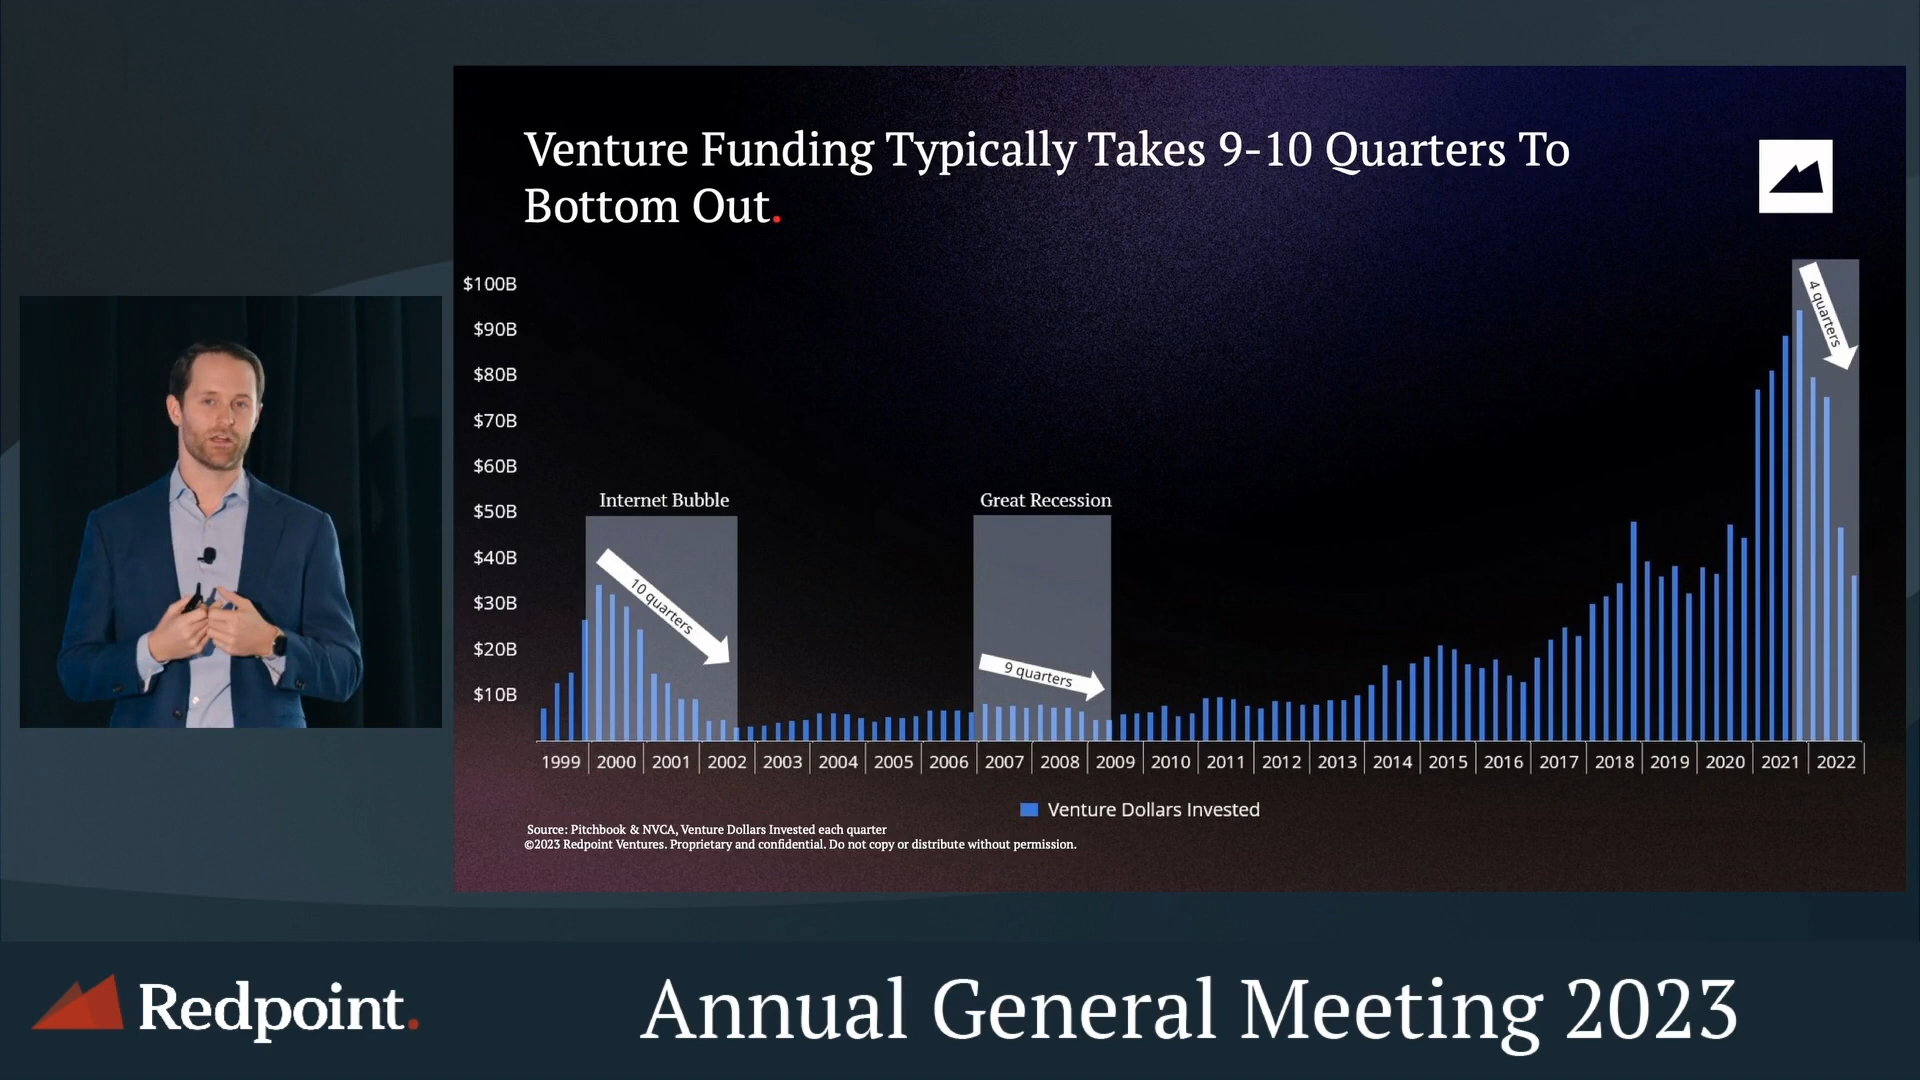 Venture Funding Typically Takes 9-10 Quarters To
Bottom Out.
$100B
$90B
$80B
$70B
$60B
$50B
$40B
$30B
$20B
$10B
Internet Bubble
10 quarters
Great Recession
9 quarters
4 quarters
1999 2000 2001 2002 2003 2004 2005 2006 2007 2008 2009 2010 2011 2012 2013 2014 2015 2016 2017 2018 2019 2020 2021 2022
Venture Dollars Invested
Source: Pitchbook & NVCA, Venture Dollars Invested each quarter
©2023 Redpoint Ventures. Proprietary and confidential. Do not copy or distribute without permission.
Redpoint.
Annual General Meeting 2023